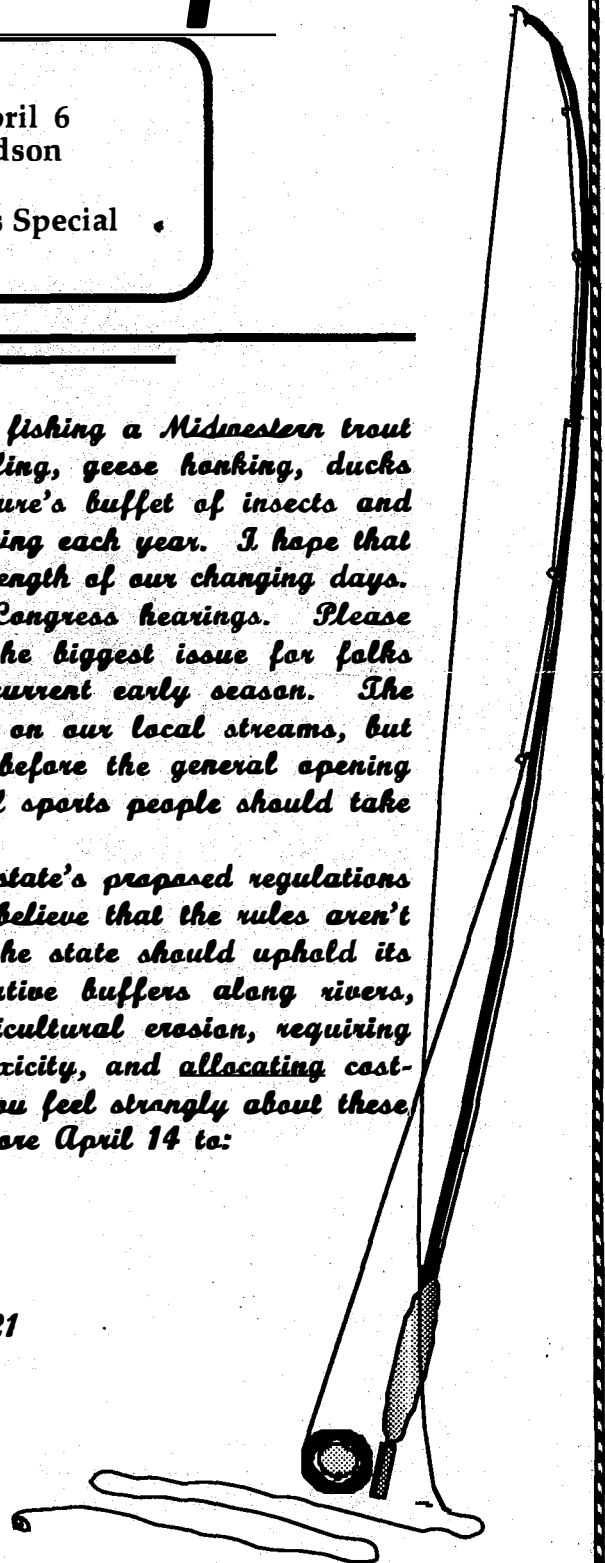 pril 6
dson
s Special
fishing a Midwestern trout
ling, geese honking, ducks
ure's buffet of insects and
ing each year. I hope that
ength of our changing days.
Congress hearings. Please
he biggest issue for folks
current early season. The
on our local streams, but
before the general opening
l sports people should take
state's proposed regulations
believe that the rules aren't
he state should uphold its
tive buffers along rivers,
icultural erosion, requiring
xicity, and allocating cost-
ou feel strongly about these
ore April 14 to:
21